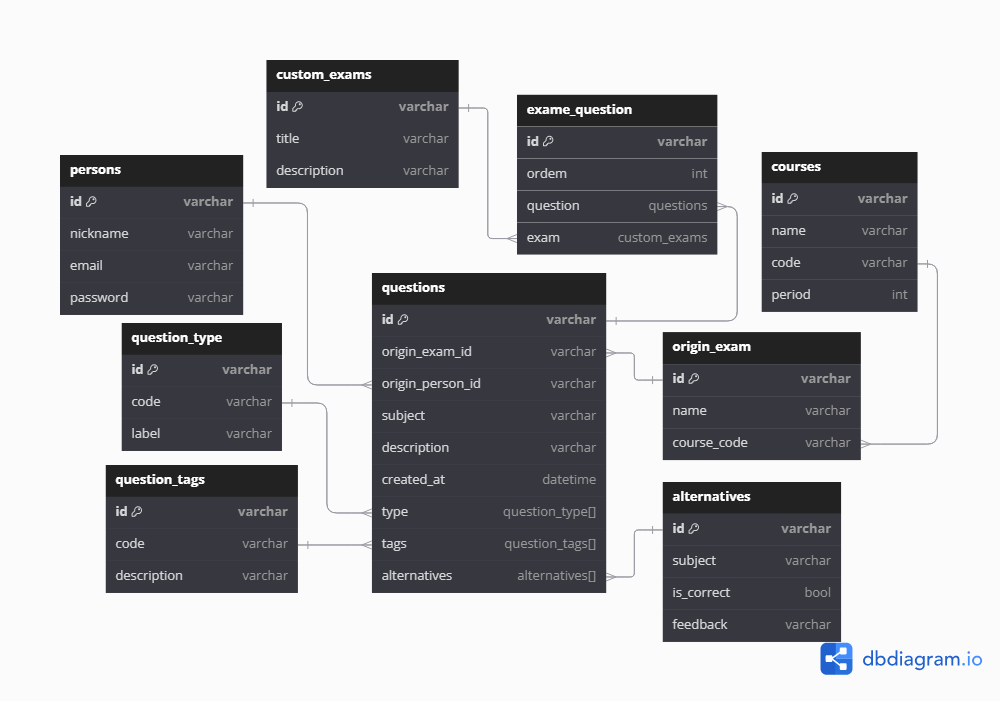 custom_exams
id varchar
title varchar
description varchar
exame_question
id varchar
ordem int
question questions
exam custom_exams
persons
id varchar
nickname varchar
email varchar
password varchar
courses
id varchar
name varchar
code varchar
period int
questions
id varchar
origin_exam_id varchar
origin_person_id varchar
subject varchar
description varchar
created_at datetime
type question_type[]
tags question_tags[]
alternatives alternatives[]
question_type
id varchar
code varchar
label varchar
origin_exam
id varchar
name varchar
course_code varchar
question_tags
id varchar
code varchar
description varchar
alternatives
id varchar
subject varchar
is_correct bool
feedback varchar
dbdiagram.io